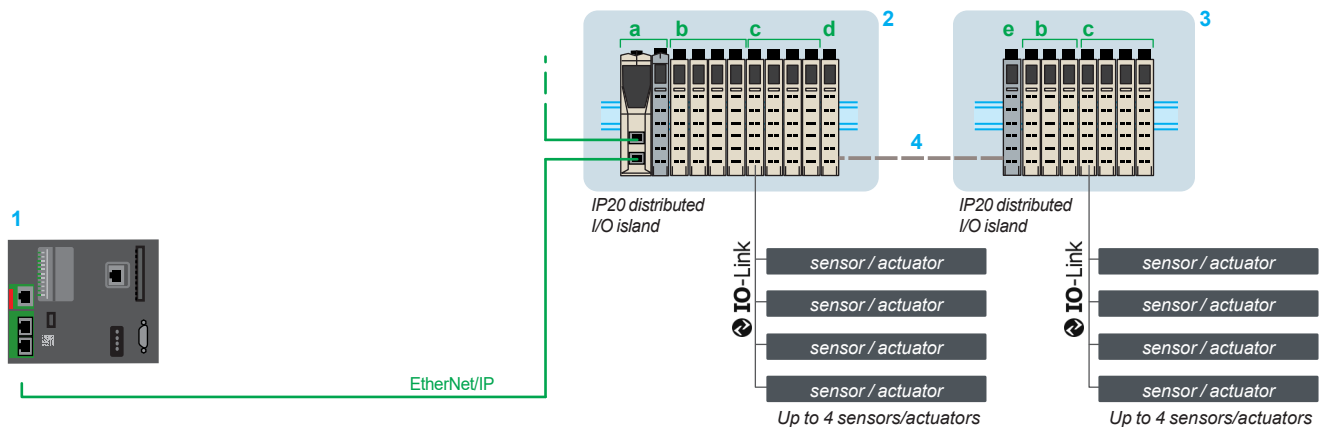 2
3
a b c d
e b c
4
IP20 distributed
I/O island
IP20 distributed
I/O island
1
IO-Link
sensor / actuator
sensor / actuator
sensor / actuator
sensor / actuator
Up to 4 sensors/actuators
IO-Link
sensor / actuator
sensor / actuator
sensor / actuator
sensor / actuator
Up to 4 sensors/actuators
EtherNet/IP